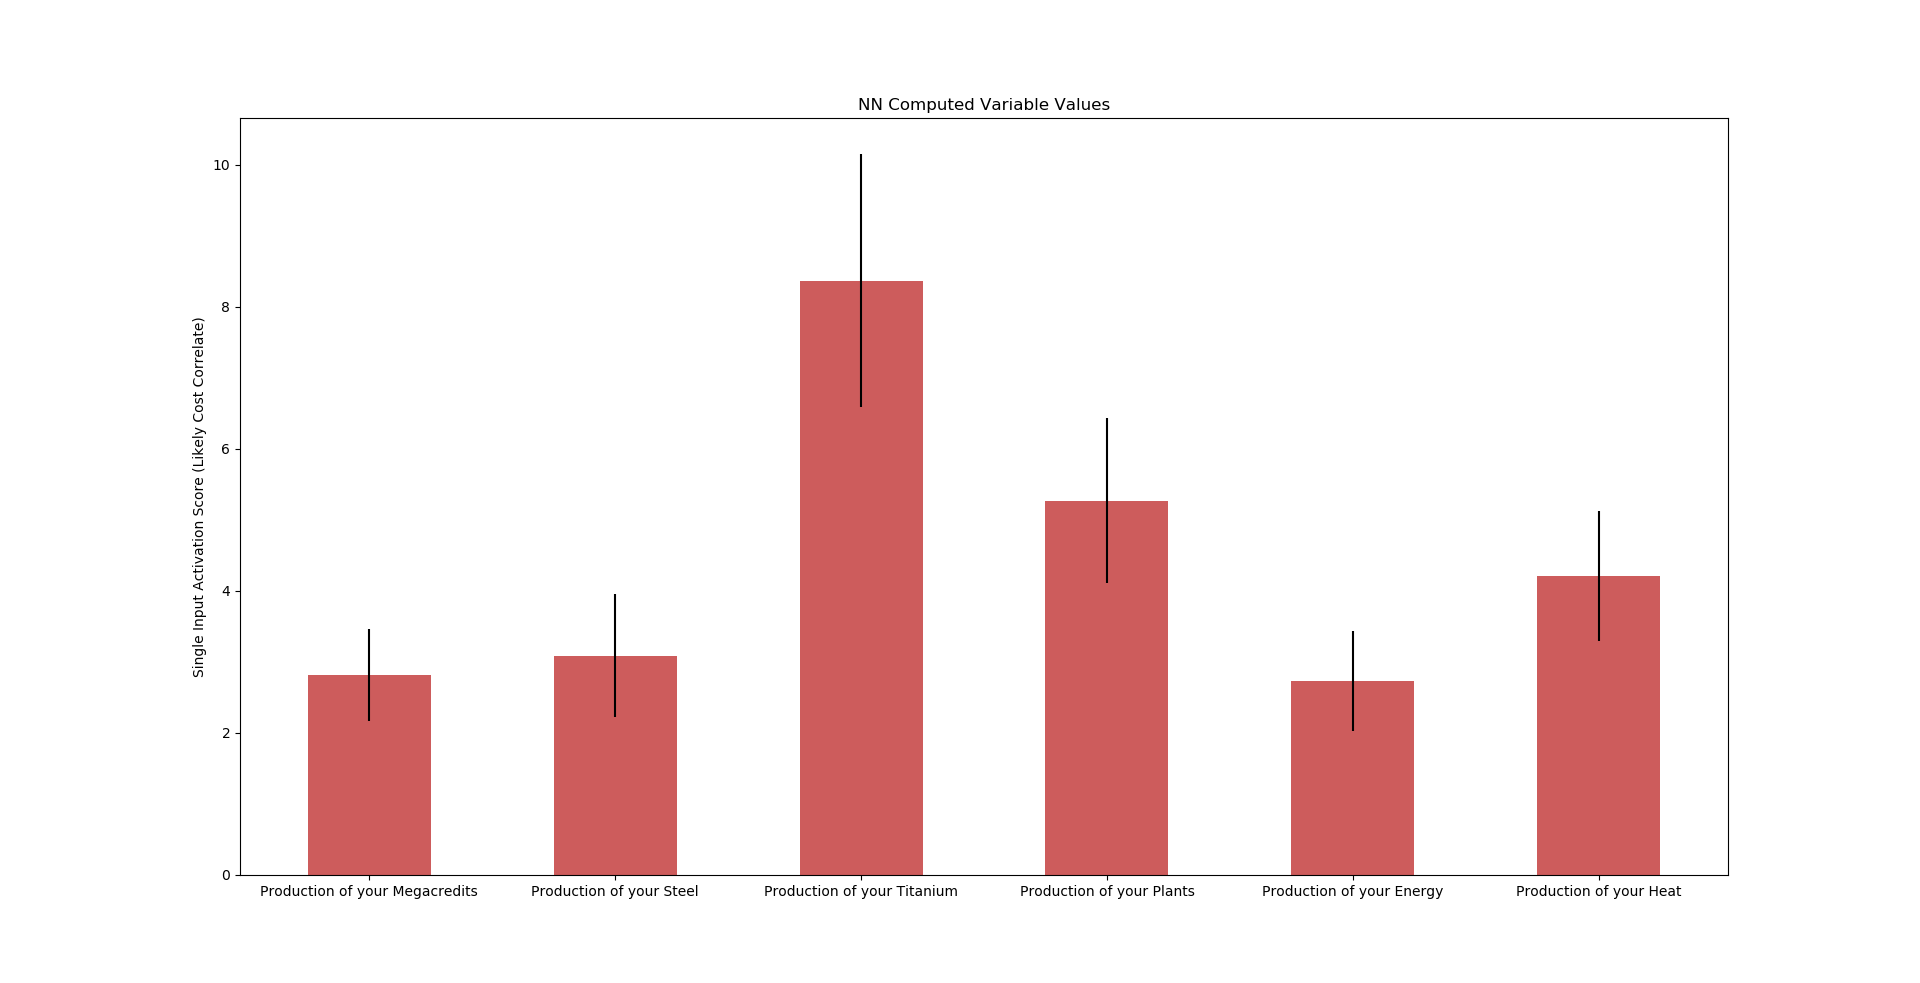 NN Computed Variable Values
Single Input Activation Score (Likely Cost Correlate)
10
8
6
4
2
0
Production of your Megacredits
Production of your Steel
Production of your Titanium
Production of your Plants
Production of your Energy
Production of your Heat